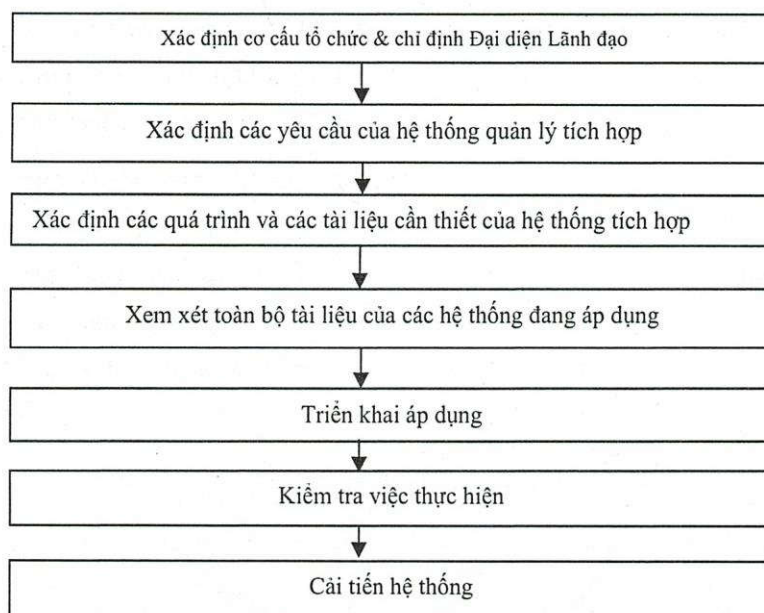 Xác định cơ cấu tổ chức & chỉ định Đại diện Lãnh đạo
Xác định các yêu cầu của hệ thống quản lý tích hợp
Xác định các quá trình và các tài liệu cần thiết của hệ thống tích hợp
Xem xét toàn bộ tài liệu của các hệ thống đang áp dụng
Triển khai áp dụng
Kiểm tra việc thực hiện
Cải tiến hệ thống